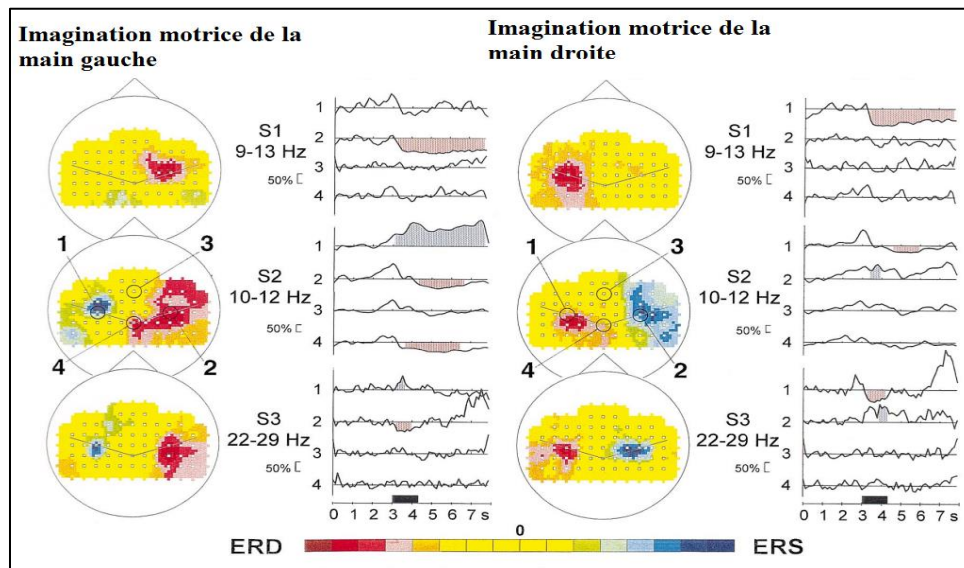 Imagination motrice de la
main gauche
Imagination motrice de la
main droite
1
S1
9-13 Hz
50%
2
3
4
1
3
4
2
S2
10-12 Hz
50%
1
2
3
4
S3
22-29 Hz
50%
1
2
3
4
0 1 2 3 4 5 6 7 s
S1
9-13 Hz
50%
1
2
3
4
1
3
4
2
S2
10-12 Hz
50%
1
2
3
4
S3
22-29 Hz
50%
1
2
3
4
0 1 2 3 4 5 6 7 s
0
ERD ERS